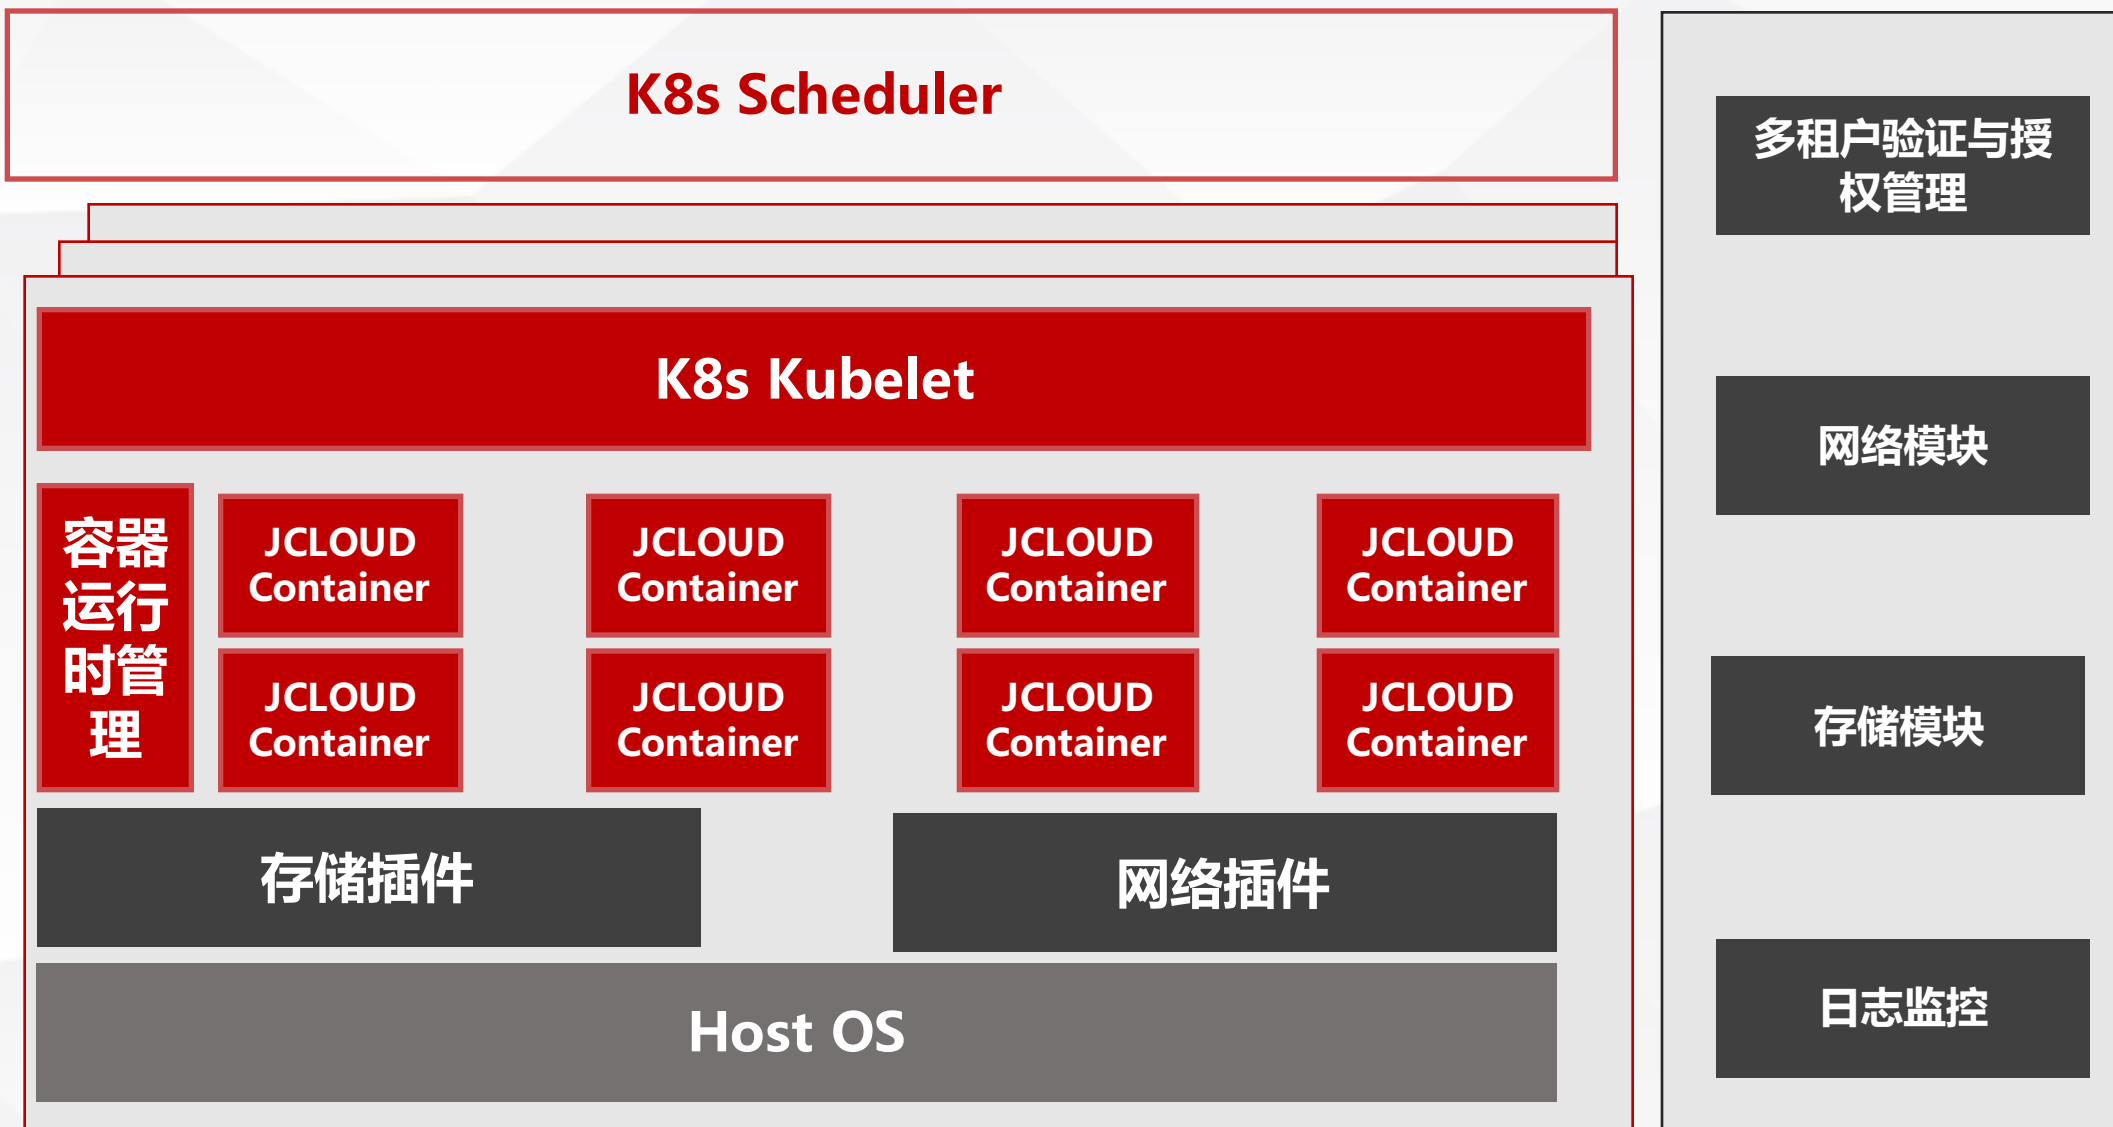 K8s Scheduler
K8s Kubelet
容器
运行
时管
理
JCLOUD
Container
JCLOUD
Container
JCLOUD
Container
JCLOUD
Container
JCLOUD
Container
JCLOUD
Container
JCLOUD
Container
JCLOUD
Container
存储插件
网络插件
Host OS
多租户验证与授
权管理
网络模块
存储模块
日志监控